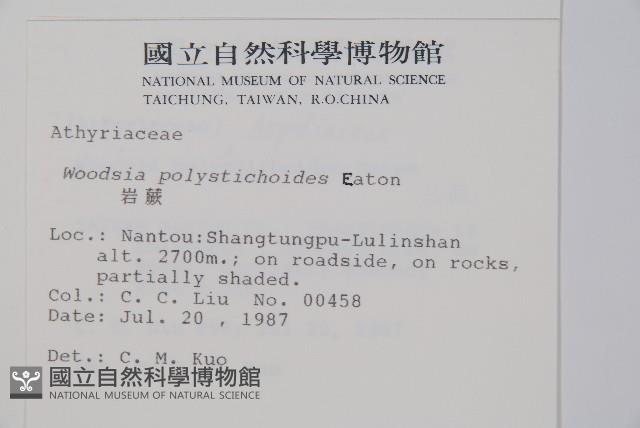 國立自然科學博物館
NATIONAL MUSEUM OF NATURAL SCIENCE
TAICHUNG, TAIWAN, R.O.CHINA
Athyriaceae
Woodsia polystichoides Eaton
岩蕨
Loc.: Nantou:Shangtungpu-Lulinshan
alt. 2700m.; on roadside, on rocks,
partially shaded.
Col.: C. C. Liu No. 00458
Date: Jul. 20 , 1987
Det.: C. M. Kuo
國立自然科學博物館
NATIONAL MUSEUM OF NATURAL SCIENCE